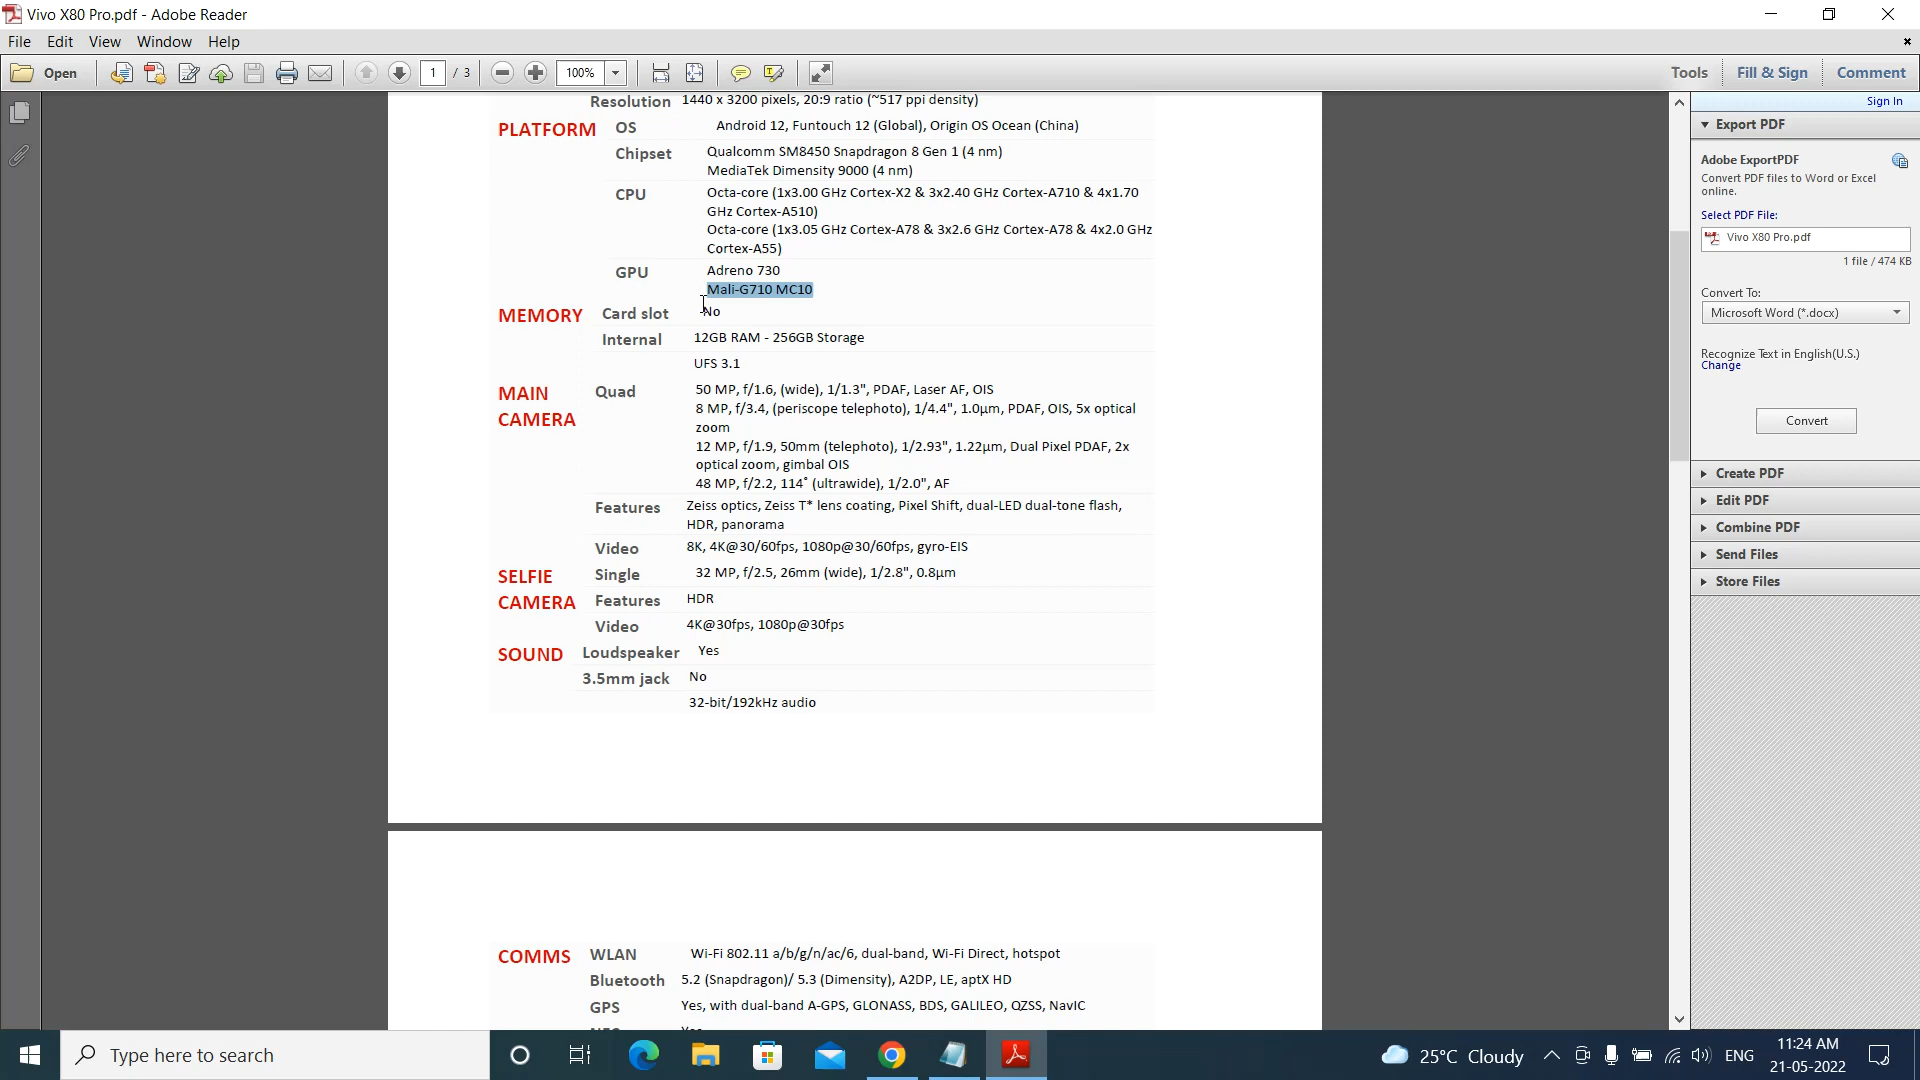 Vivo X80 Pro.pdf - Adobe Reader
File Edit View Window Help
Open 1 / 3 100% Tools Fill & Sign Comment
Sign In
Resolution 1440 x 3200 pixels, 20:9 ratio (~517 ppi density)
PLATFORM OS Android 12, Funtouch 12 (Global), Origin OS Ocean (China)
Chipset Qualcomm SM8450 Snapdragon 8 Gen 1 (4 nm)
MediaTek Dimensity 9000 (4 nm)
CPU Octa-core (1x3.00 GHz Cortex-X2 & 3x2.40 GHz Cortex-A710 & 4x1.70
GHz Cortex-A510)
Octa-core (1x3.05 GHz Cortex-A78 & 3x2.6 GHz Cortex-A78 & 4x2.0 GHz
Cortex-A55)
GPU Adreno 730
Mali-G710 MC10
MEMORY Card slot No
Internal 12GB RAM - 256GB Storage
UFS 3.1
MAIN
CAMERA
Quad 50 MP, f/1.6, (wide), 1/1.3", PDAF, Laser AF, OIS
8 MP, f/3.4, (periscope telephoto), 1/4.4", 1.0µm, PDAF, OIS, 5x optical
zoom
12 MP, f/1.9, 50mm (telephoto), 1/2.93", 1.22µm, Dual Pixel PDAF, 2x
optical zoom, gimbal OIS
48 MP, f/2.2, 114˚ (ultrawide), 1/2.0", AF
Features Zeiss optics, Zeiss T* lens coating, Pixel Shift, dual-LED dual-tone flash,
HDR, panorama
Video 8K, 4K@30/60fps, 1080p@30/60fps, gyro-EIS
SELFIE
CAMERA
Single 32 MP, f/2.5, 26mm (wide), 1/2.8", 0.8µm
Features HDR
Video 4K@30fps, 1080p@30fps
SOUND Loudspeaker Yes
3.5mm jack No
32-bit/192kHz audio
COMMS WLAN Wi-Fi 802.11 a/b/g/n/ac/6, dual-band, Wi-Fi Direct, hotspot
Bluetooth 5.2 (Snapdragon)/ 5.3 (Dimensity), A2DP, LE, aptX HD
GPS Yes, with dual-band A-GPS, GLONASS, BDS, GALILEO, QZSS, NavIC
Export PDF
Adobe ExportPDF
Convert PDF files to Word or Excel
online.
Select PDF File:
Vivo X80 Pro.pdf
1 file / 474 KB
Convert To:
Microsoft Word (*.docx)
Recognize Text in English(U.S.)
Change
Convert
Create PDF
Edit PDF
Combine PDF
Send Files
Store Files
Type here to search
25°C Cloudy
ENG
11:24 AM
21-05-2022